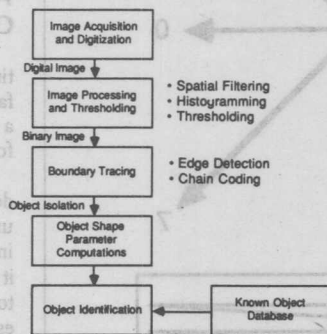 Image Acquisition
and Digitization
Digital Image
Image Processing
and Thresholding
• Spatial Filtering
• Histogramming
• Thresholding
Binary Image
Boundary Tracing
• Edge Detection
• Chain Coding
Object Isolation
Object Shape
Parameter
Computations
Object Identification
Known Object
Database